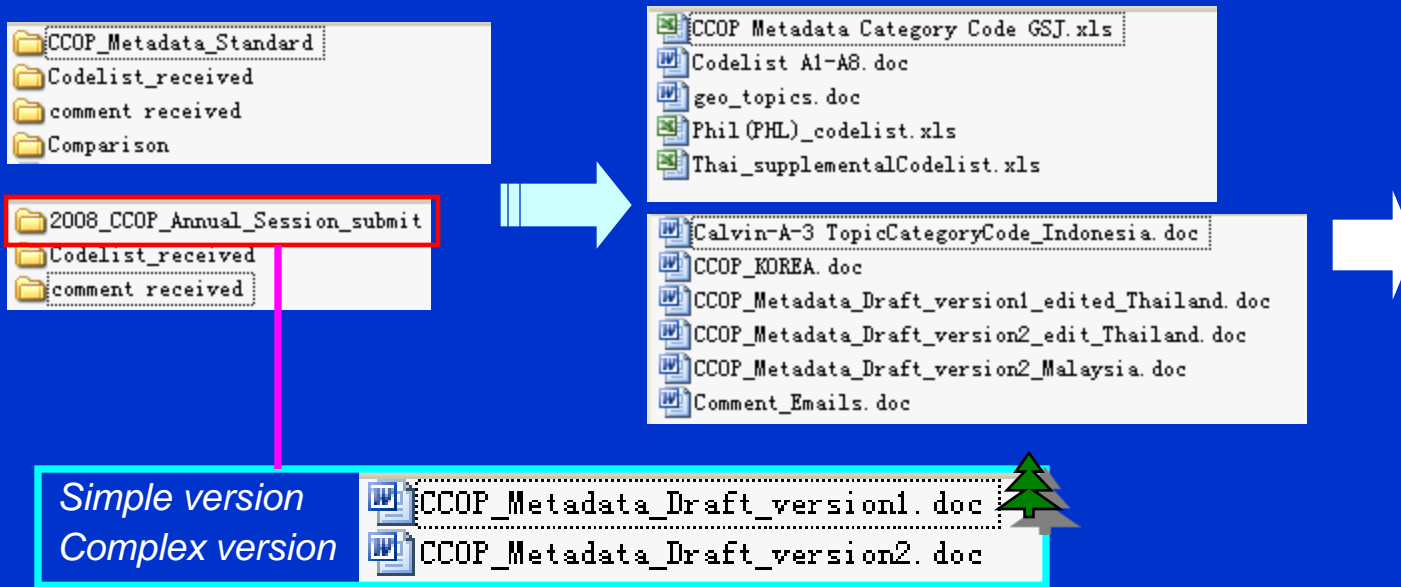 CCOP_Metadata_Standard
Codelist_received
comment received
Comparison
2008_CCOP_Annual_Session_submit
Codelist_received
comment received
CCOP Metadata Category Code GSJ.xls
Codelist A1-A8.doc
geo_topics.doc
Phil(PHL)_codelist.xls
Thai_supplementalCodelist.xls
Calvin-A-3 TopicCategoryCode_Indonesia.doc
CCOP_KOREA.doc
CCOP_Metadata_Draft_version1_edited_Thailand.doc
CCOP_Metadata_Draft_version2_edit_Thailand.doc
CCOP_Metadata_Draft_version2_Malaysia.doc
Comment_Emails.doc
Simple version CCOP_Metadata_Draft_version1.doc
Complex version CCOP_Metadata_Draft_version2.doc